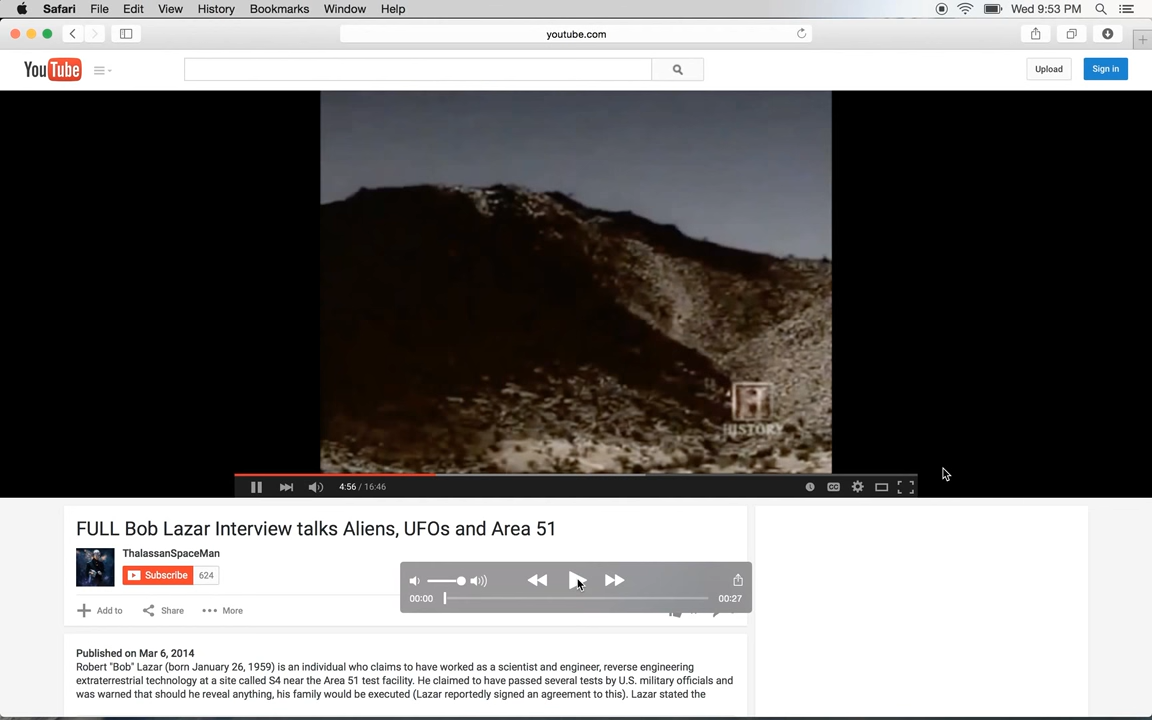 Safari File Edit View History Bookmarks Window Help Wed 9:53 PM
youtube.com
YouTube Upload Sign in
HISTORY
4:56 / 16:46 CC
FULL Bob Lazar Interview talks Aliens, UFOs and Area 51
ThalassanSpaceMan
Subscribe 624
00:00 00:27
Add to Share More
Published on Mar 6, 2014
Robert "Bob" Lazar (born January 26, 1959) is an individual who claims to have worked as a scientist and engineer, reverse engineering
extraterrestrial technology at a site called S4 near the Area 51 test facility. He claimed to have passed several tests by U.S. military officials and
was warned that should he reveal anything, his family would be executed (Lazar reportedly signed an agreement to this). Lazar stated the